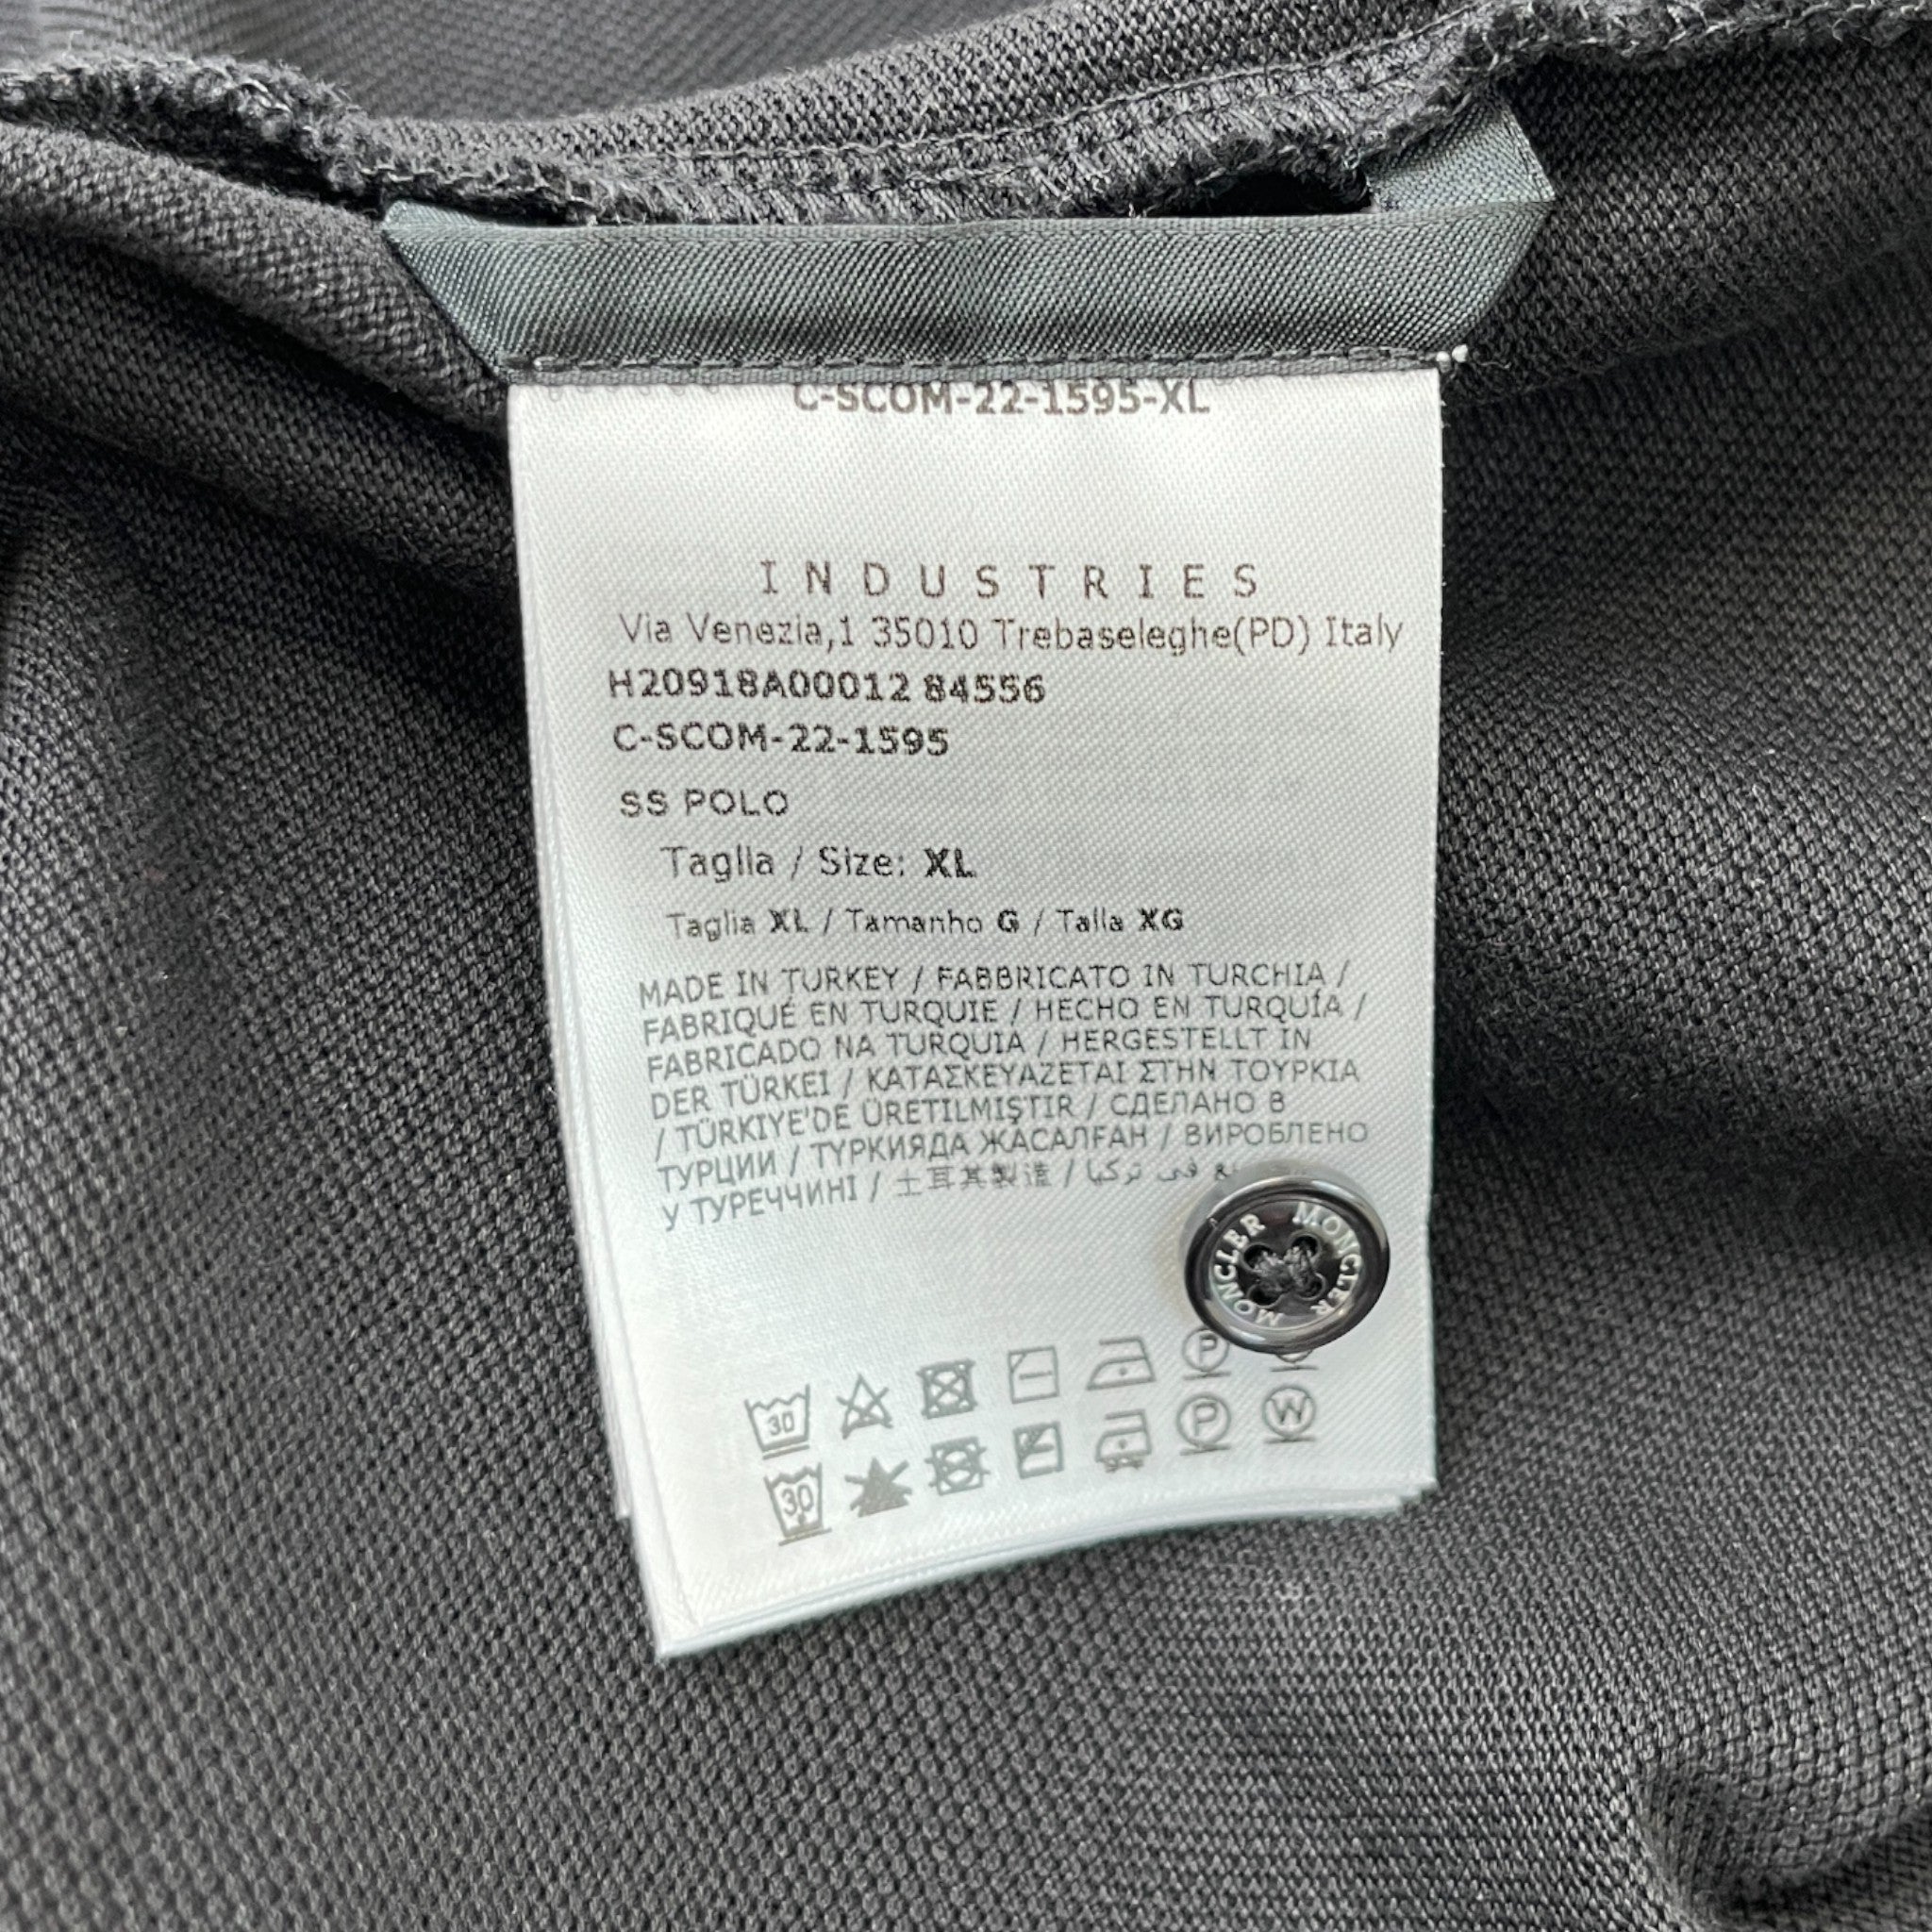 C-SCOM-22-1595-XL
INDUSTRIES
Via Venezia,1 35010 Trebaseleghe(PD) Italy
H20918A00012 84556
C-SCOM-22-1595
SS POLO
Taglia / Size: XL
Taglia XL / Tamanho G / Talla XG
MADE IN TURKEY / FABBRICATO IN TURCHIA /
FABRIQUÉ EN TURQUIE / HECHO EN TURQUÍA /
FABRICADO NA TURQUIA / HERGESTELLT IN
DER TÜRKEI / ΚΑΤΑΣΚΕΥΑΖΕΤΑΙ ΣΤΗΝ ΤΟΥΡΚΙΑ
/ TÜRKIYE'DE ÜRETILMIŞTIR / СДЕЛАНО В
ТУРЦИИ / ТҮРКИЯДА ЖАСАЛҒАН / ВИРОБЛЕНО
У ТУРЕЧЧИНІ / 土耳其製造 / في تركيا
MONCLER MONCLER
30 P
30 P W